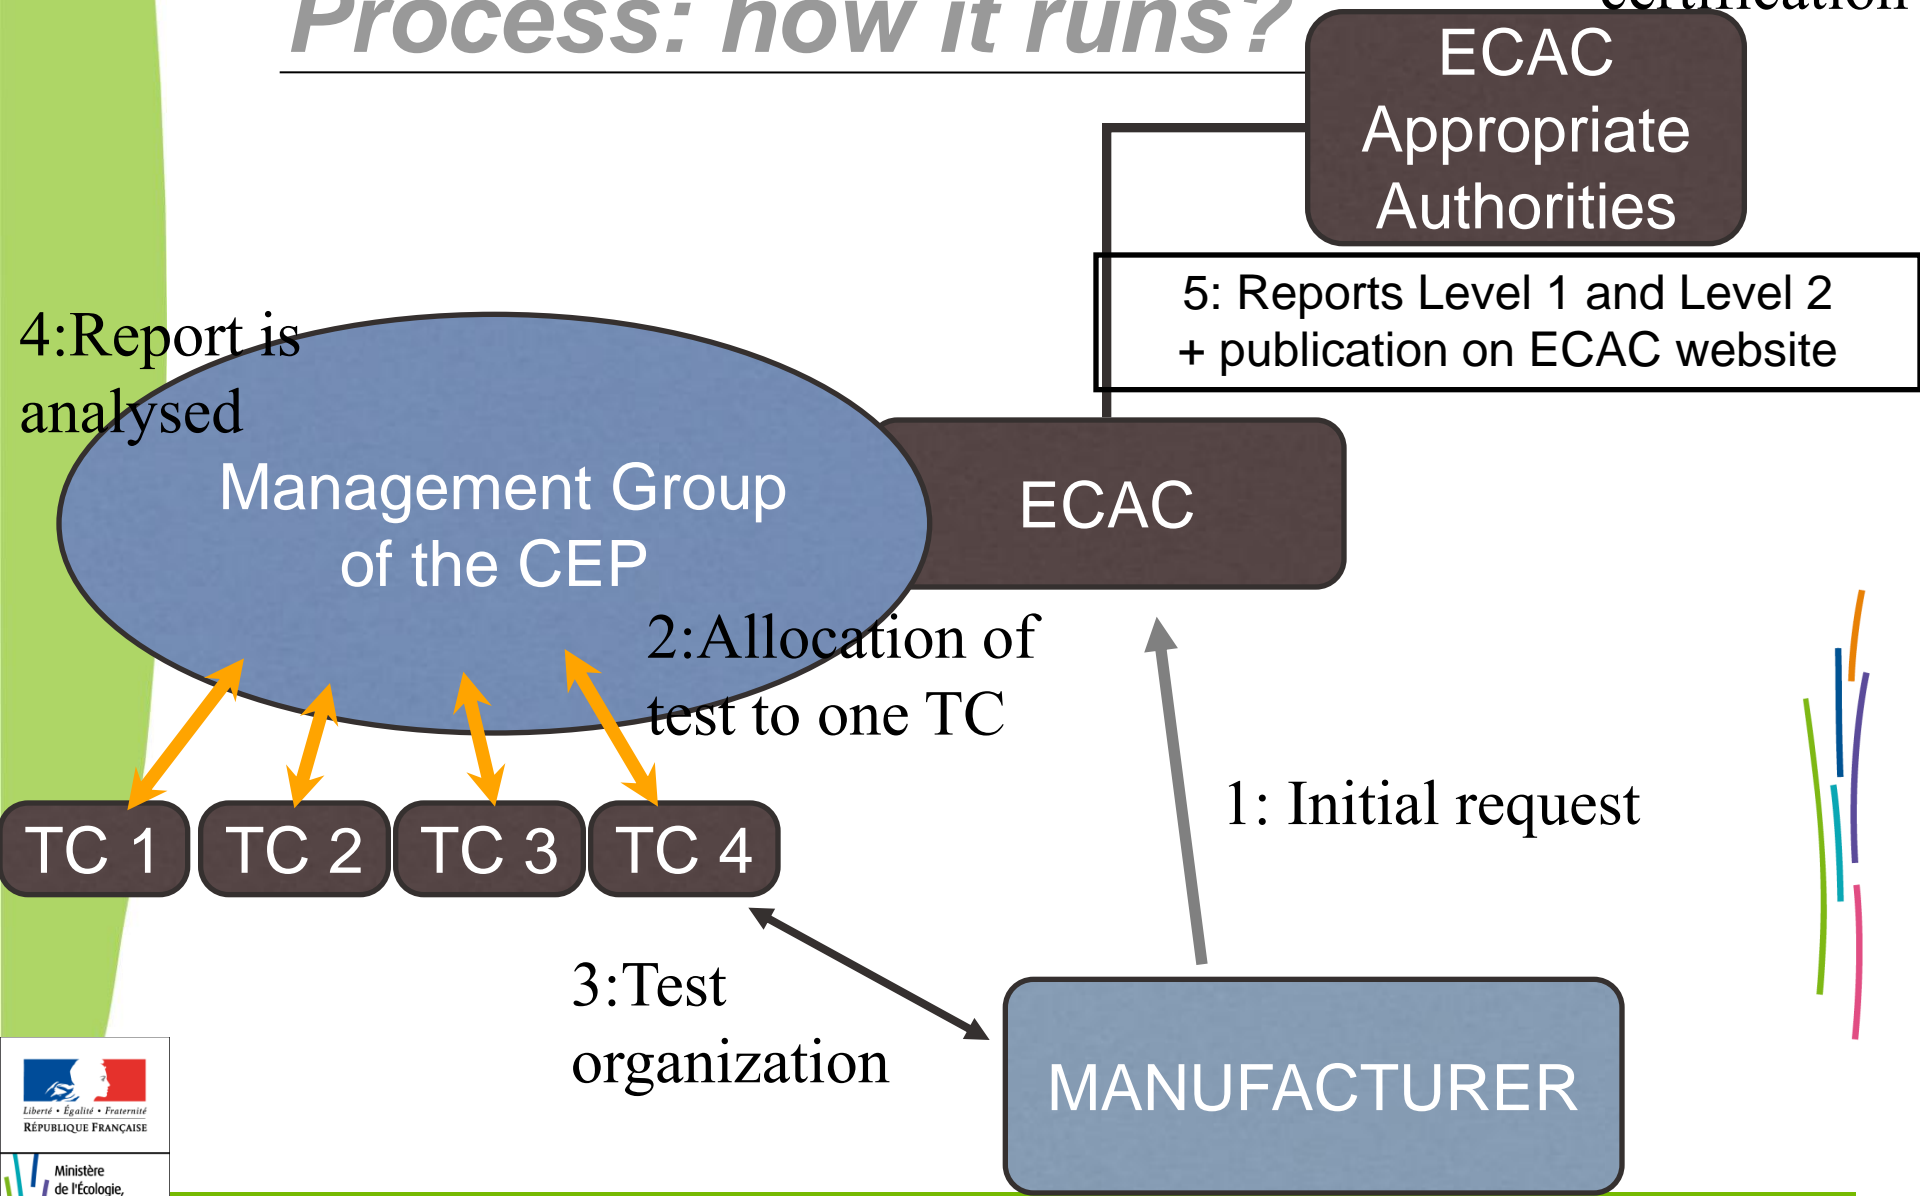 Process: how it runs?
certification
ECAC
Appropriate
Authorities
5: Reports Level 1 and Level 2
+ publication on ECAC website
4:Report is
analysed
Management Group
of the CEP
ECAC
2:Allocation of
test to one TC
1: Initial request
TC 1
TC 2
TC 3
TC 4
3:Test
organization
MANUFACTURER
Liberté • Égalité • Fraternité
RÉPUBLIQUE FRANÇAISE
Ministère
de l'Écologie,